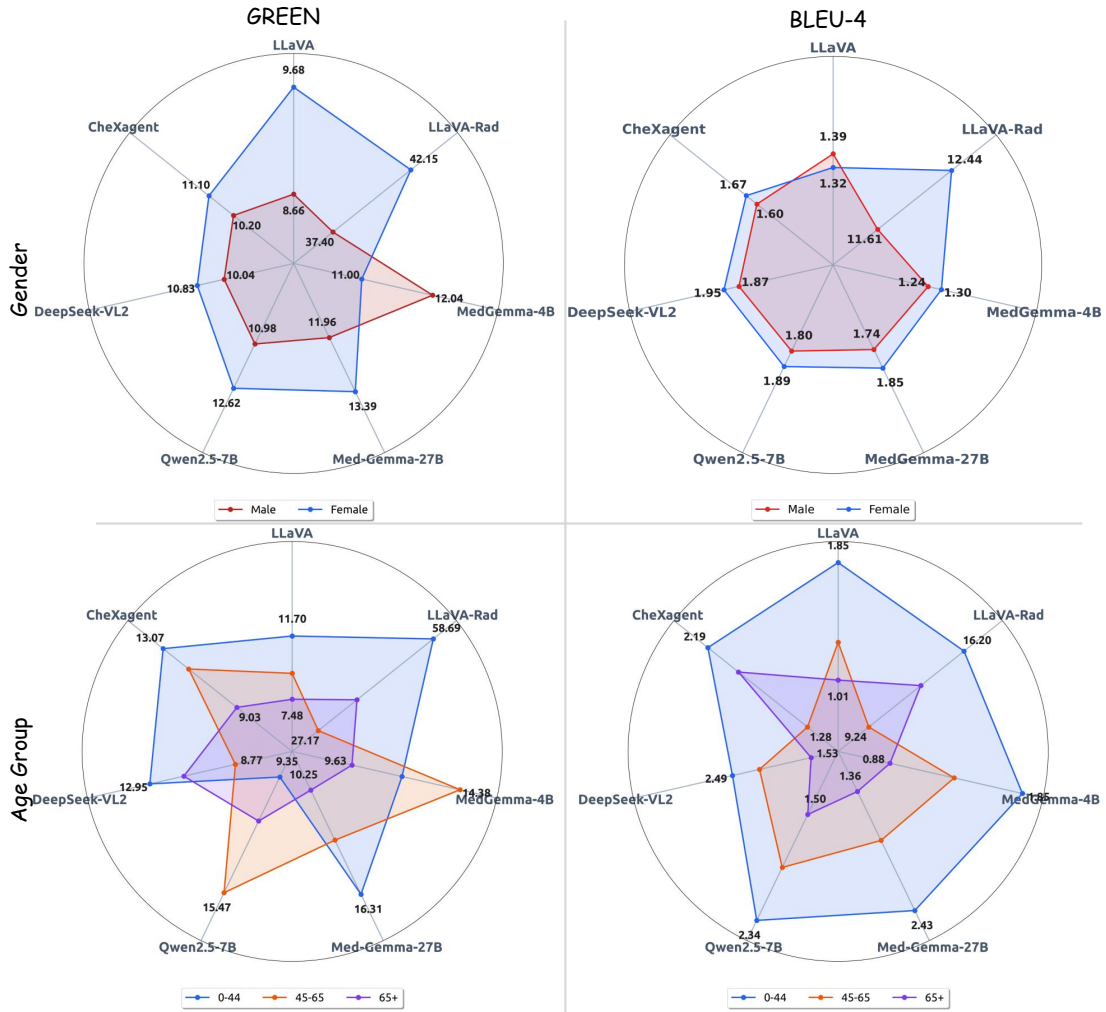 GREEN
BLEU-4
Gender
LLaVA
9.68
CheXagent
LLaVA-Rad
42.15
11.10
8.66
10.20
37.40
10.04
11.00
10.83
12.04
DeepSeek-VL2
MedGemma-4B
10.98
11.96
12.62
13.39
Qwen2.5-7B
Med-Gemma-27B
Male
Female
LLaVA
1.39
CheXagent
LLaVA-Rad
12.44
1.67
1.32
1.60
11.61
1.87
1.24
1.95
1.30
DeepSeek-VL2
MedGemma-4B
1.80
1.74
1.89
1.85
Qwen2.5-7B
MedGemma-27B
Male
Female
Age Group
LLaVA
11.70
CheXagent
LLaVA-Rad
58.69
13.07
9.03
7.48
27.17
8.77
9.35
9.63
10.25
12.95
14.38
DeepSeek-VL2
MedGemma-4B
15.47
16.31
Qwen2.5-7B
Med-Gemma-27B
0-44
45-65
65+
LLaVA
1.85
CheXagent
LLaVA-Rad
2.19
16.20
1.01
1.28
9.24
1.53
0.88
2.49
1.36
1.85
DeepSeek-VL2
MedGemma-4B
1.50
2.34
2.43
Qwen2.5-7B
Med-Gemma-27B
0-44
45-65
65+